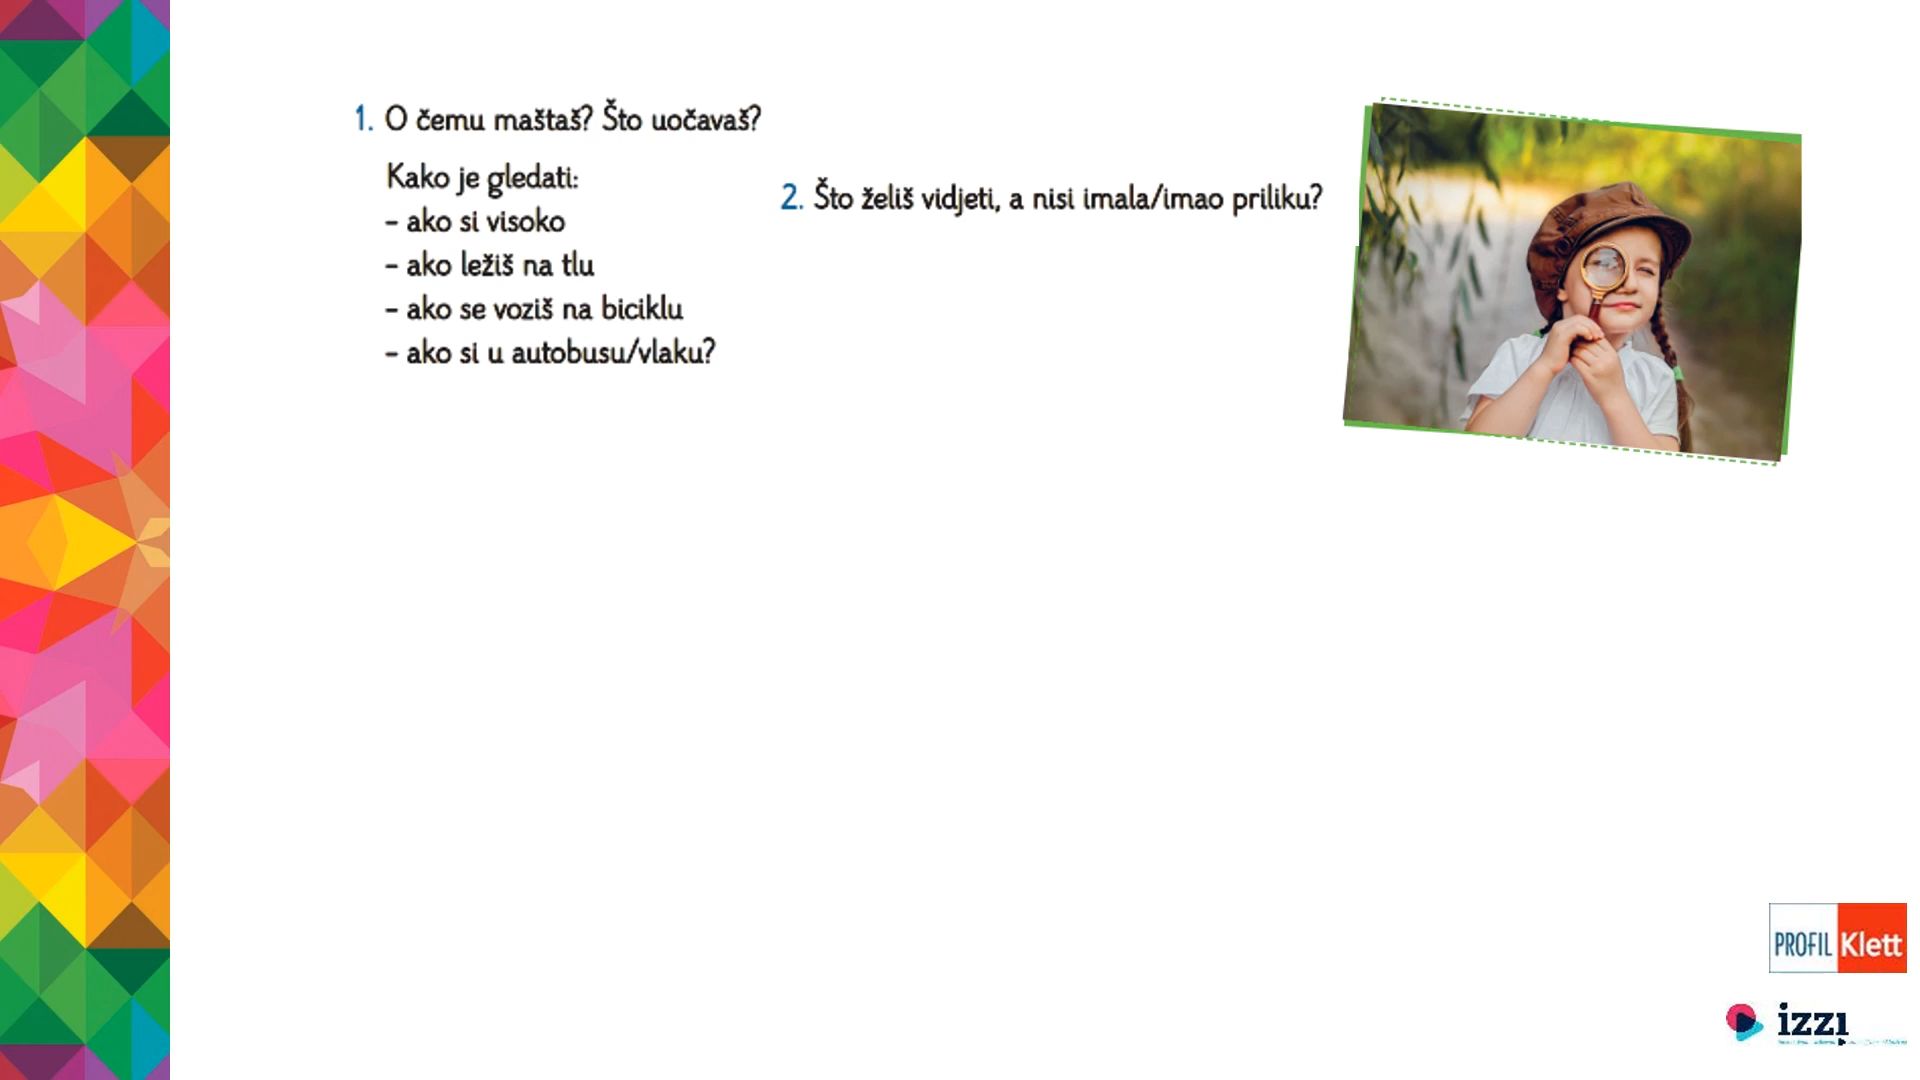 1. O čemu maštaš? Što uočavaš?
Kako je gledati:
– ako si visoko
– ako ležiš na tlu
– ako se voziš na biciklu
– ako si u autobusu/vlaku?
2. Što želiš vidjeti, a nisi imala/imao priliku?
PROFIL Klett
izzi